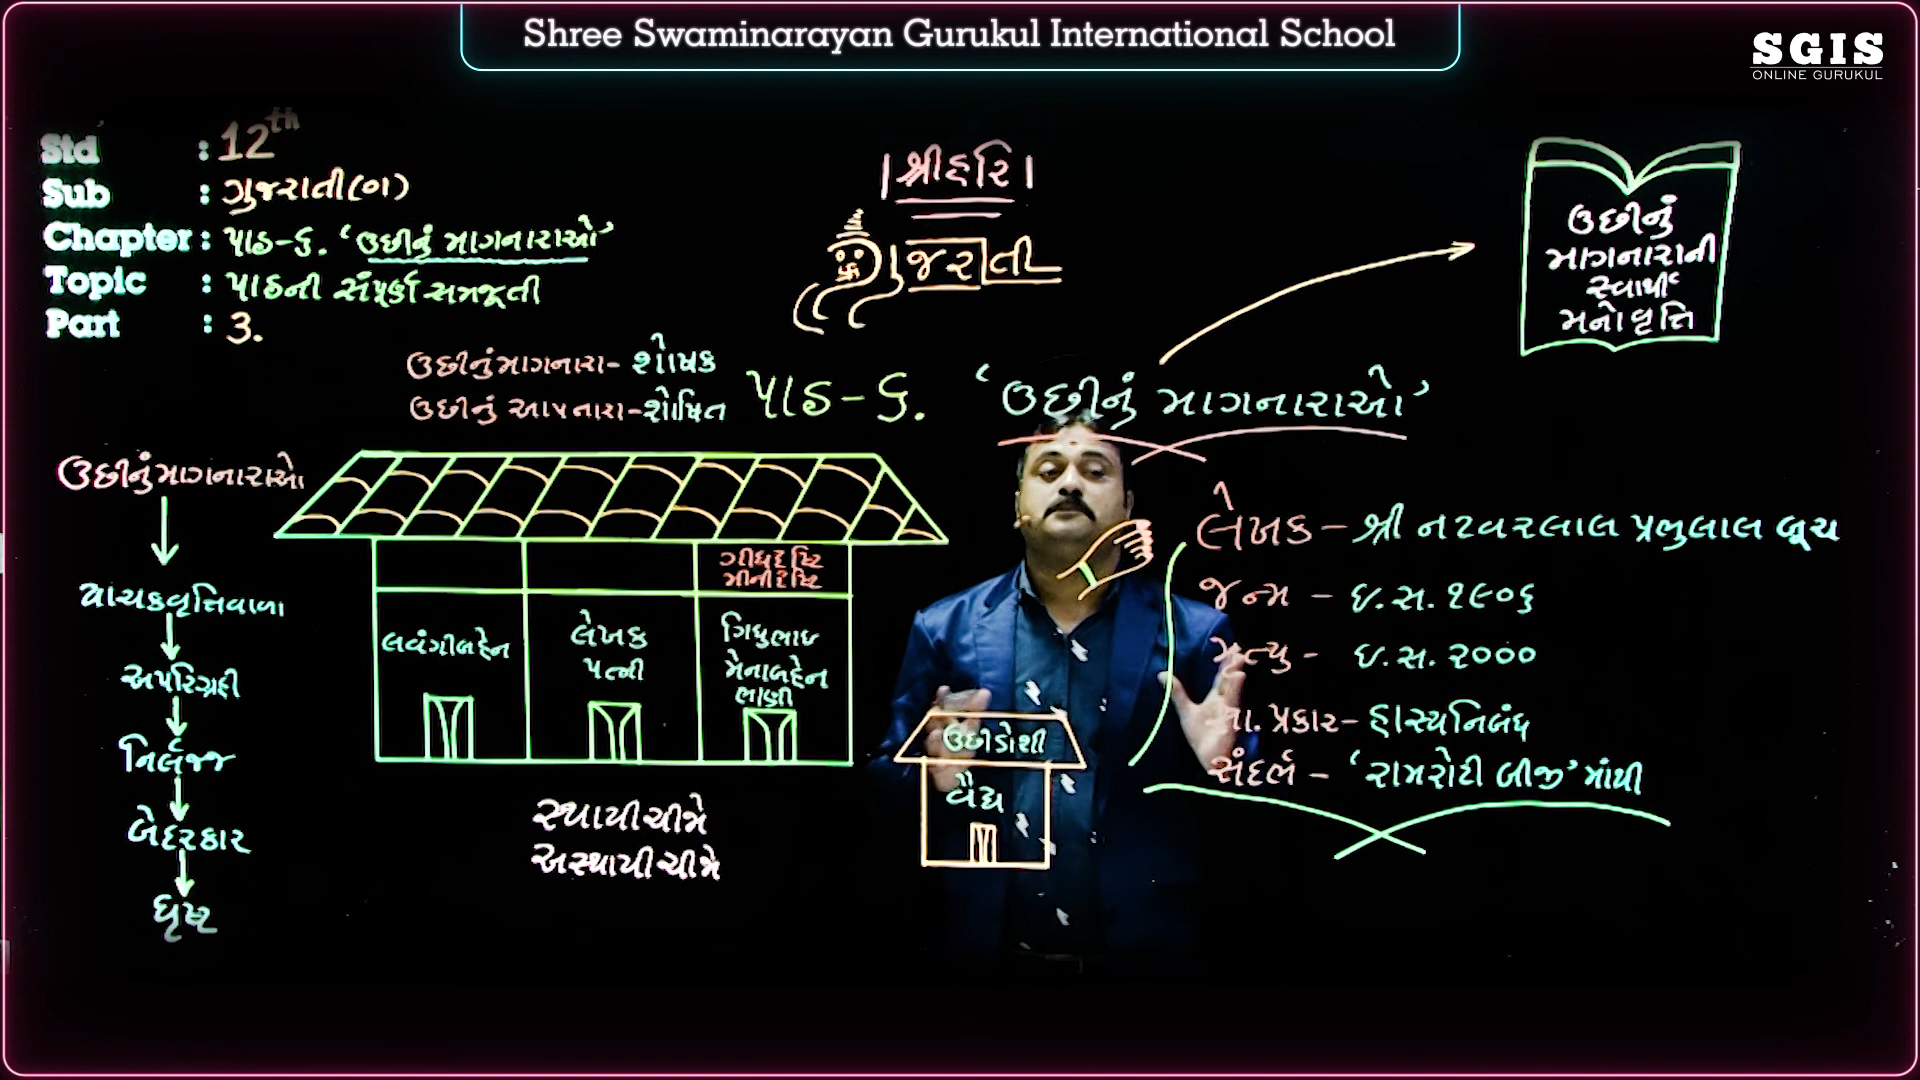 Shree Swaminarayan Gurukul International School
SGIS
ONLINE GURUKUL
Std : 12th
Sub : ગુજરાતી(૦૧)
Chapter : પાઠ-૬. ‘ઉછીનું માગનારાઓ’
Topic : પાઠની સંપૂર્ણ સમજૂતી
Part : 3.
|શ્રીહરિ|
ગુજરાતી
ઉછીનું
માગનારાની
સ્વાર્થી
મનોવૃત્તિ
ઉછીનુંમાગનારા- શોષક
ઉછીનું આપનારા-શોષિત
પાઠ-૬. ‘ઉછીનું માગનારાઓ’
ઉછીનુંમાગનારાઓ
યાચકવૃત્તિવાળા
અપરિગ્રહી
નિર્લજ્જ
બેદરકાર
ધૃષ્ટ
ગીધદૃષ્ટિ
મીનીદૃષ્ટિ
લવંગીબહેન
લેખક
પત્ની
ગિધુભાઇ
મેનાબહેન
ભાણી
સ્થાયીચીજો
અસ્થાયીચીજો
ઉછીડોશી
વૈદ્ય
લેખક - શ્રી નટવરલાલ પ્રભુલાલ બૂચ
જન્મ - ઇ.સ.૧૯૦૬
મૃત્યુ - ઇ.સ.૨૦૦૦
સા. પ્રકાર- હાસ્યનિબંધ
સંદર્ભ - ‘રામરોટી બીજી’માંથી